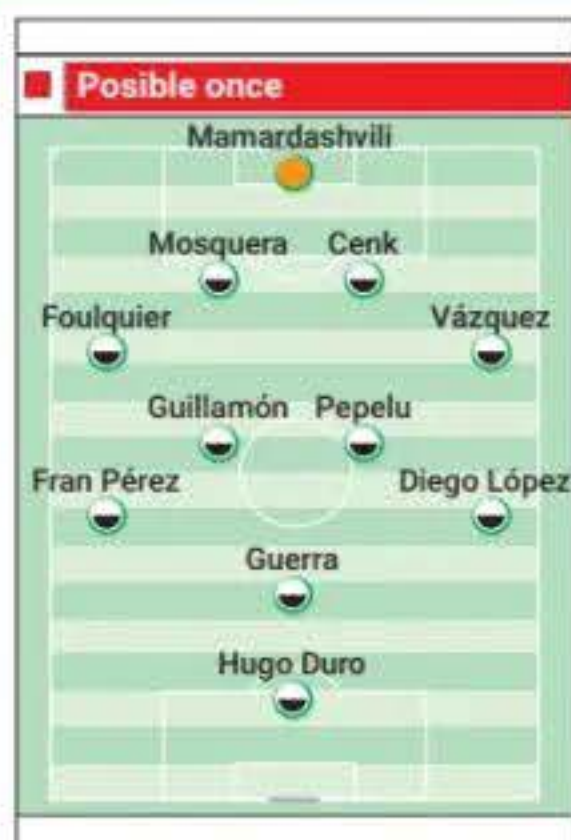 Posible once
Mamardashvili
Mosquera Cenk
Foulquier Vázquez
Guillamón Pepelu
Fran Pérez Diego López
Guerra
Hugo Duro